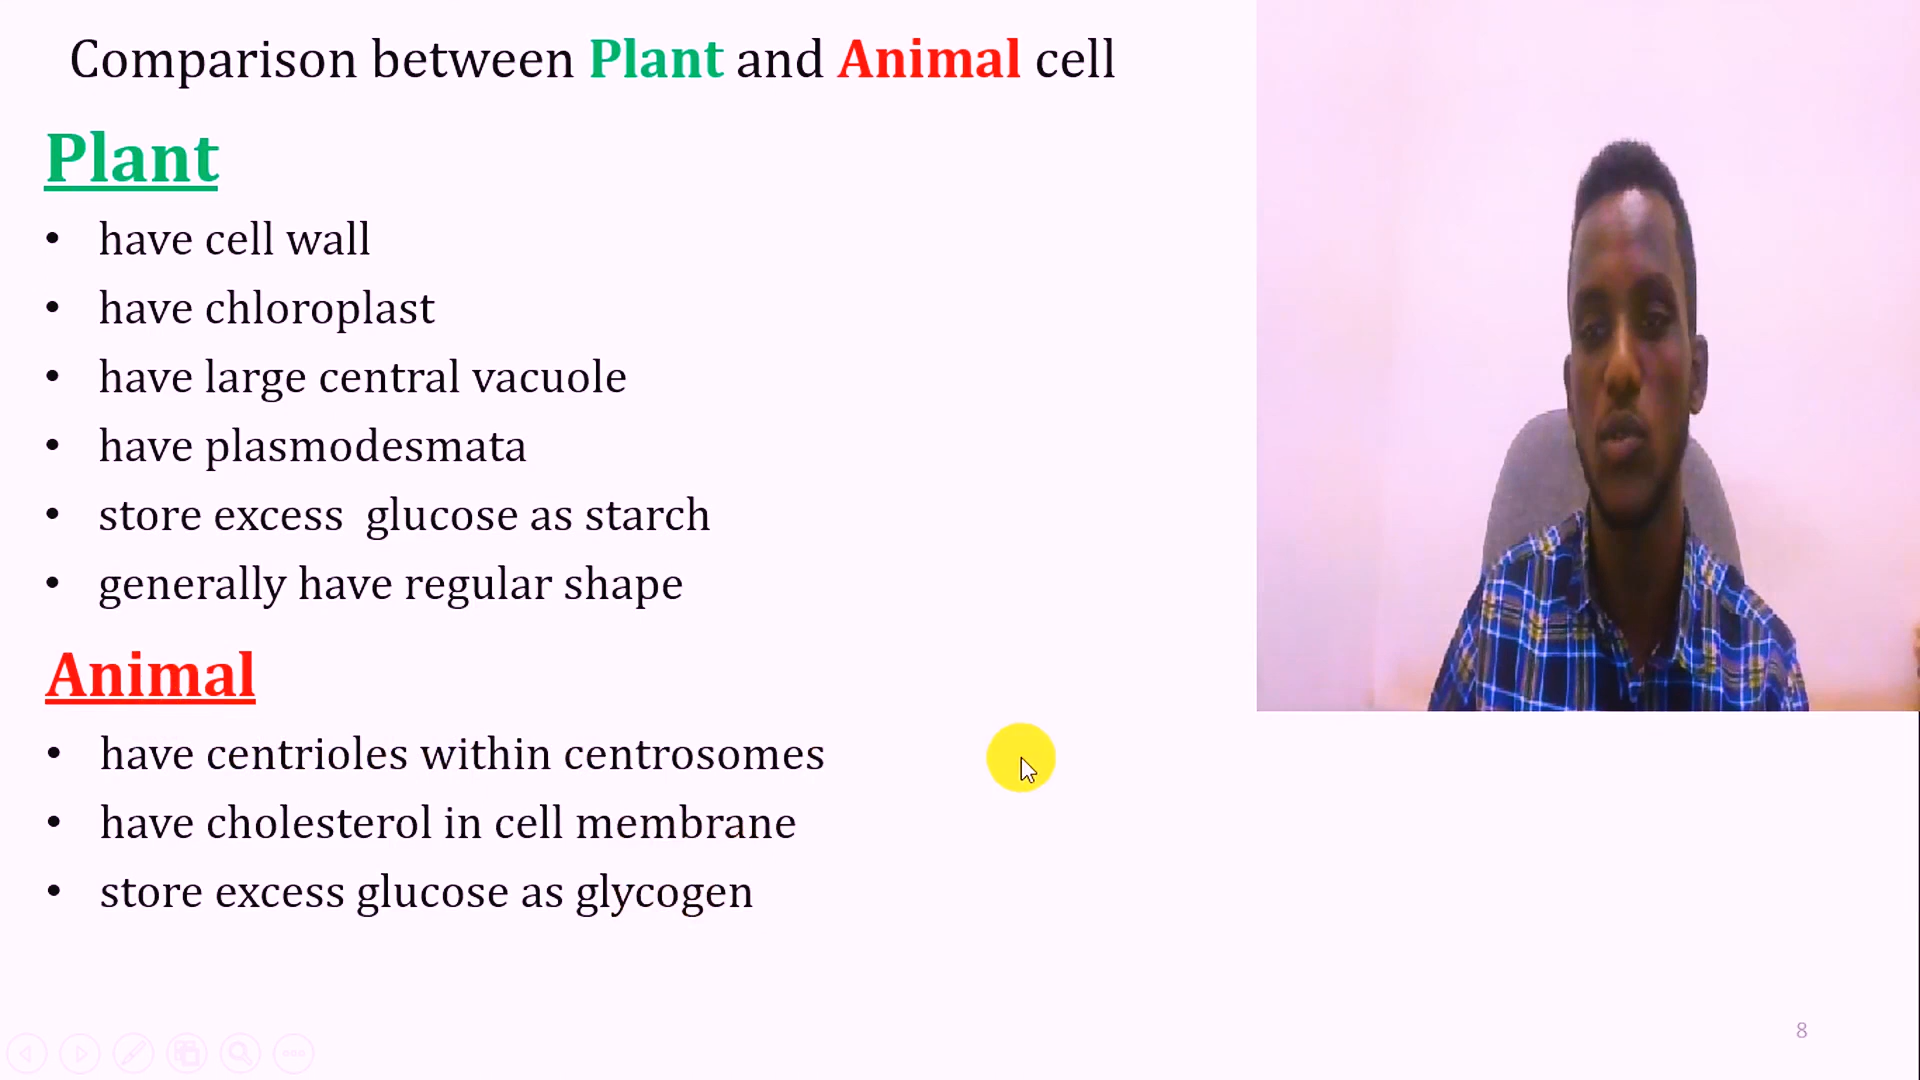 Comparison between Plant and Animal cell
Plant
• have cell wall
• have chloroplast
• have large central vacuole
• have plasmodesmata
• store excess  glucose as starch
• generally have regular shape
Animal
• have centrioles within centrosomes
• have cholesterol in cell membrane
• store excess glucose as glycogen
8